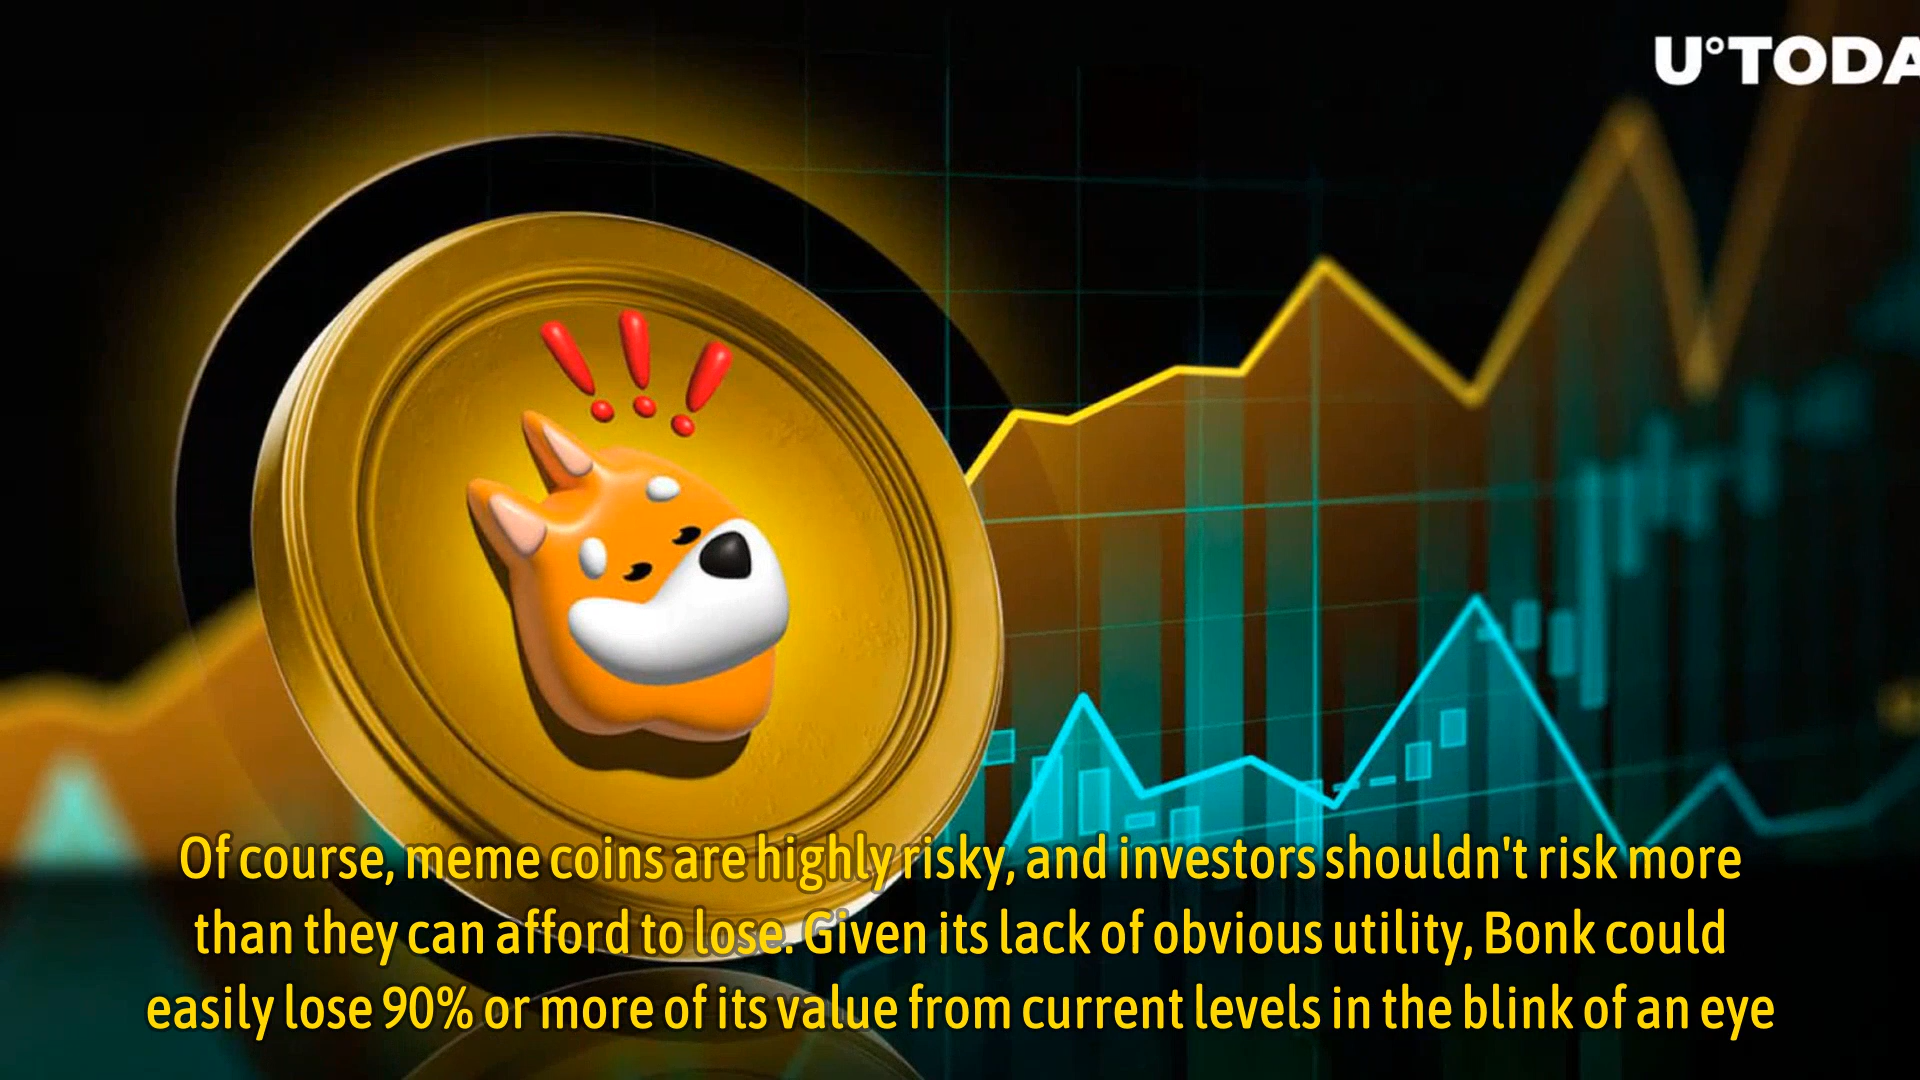 U°TODA
Of course, meme coins are highly risky, and investors shouldn't risk more
than they can afford to lose. Given its lack of obvious utility, Bonk could
easily lose 90% or more of its value from current levels in the blink of an eye